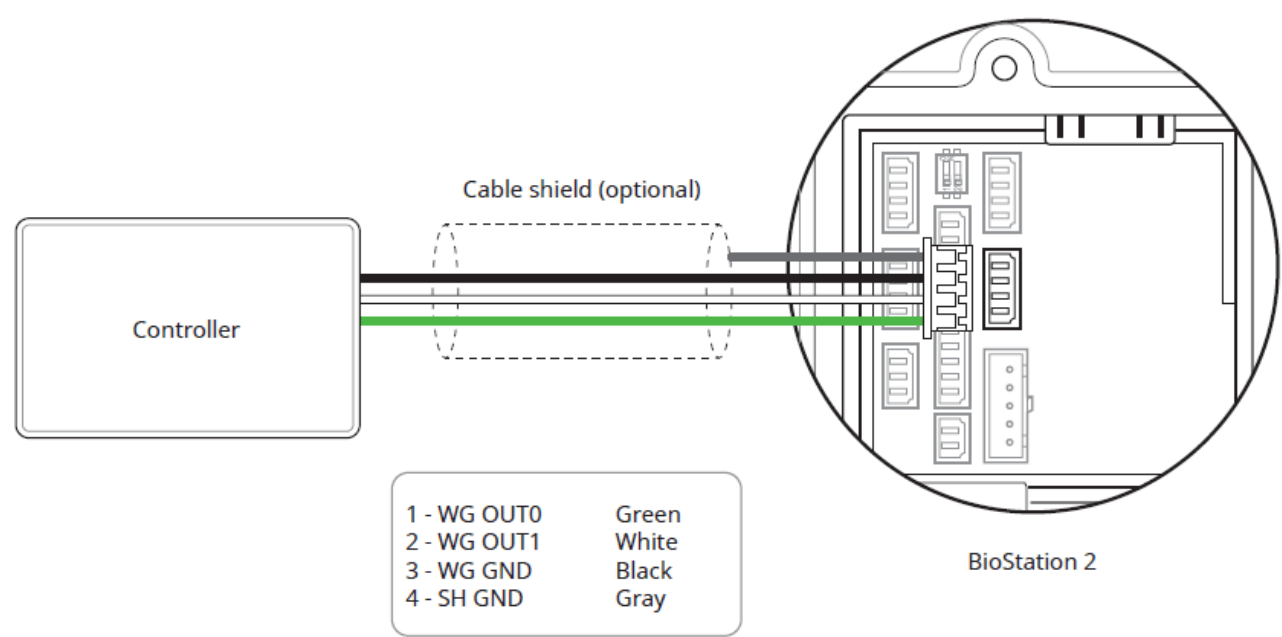 Cable shield (optional)
Controller
1 - WG OUT0 Green
2 - WG OUT1 White
3 - WG GND Black
4 - SH GND Gray
BioStation 2